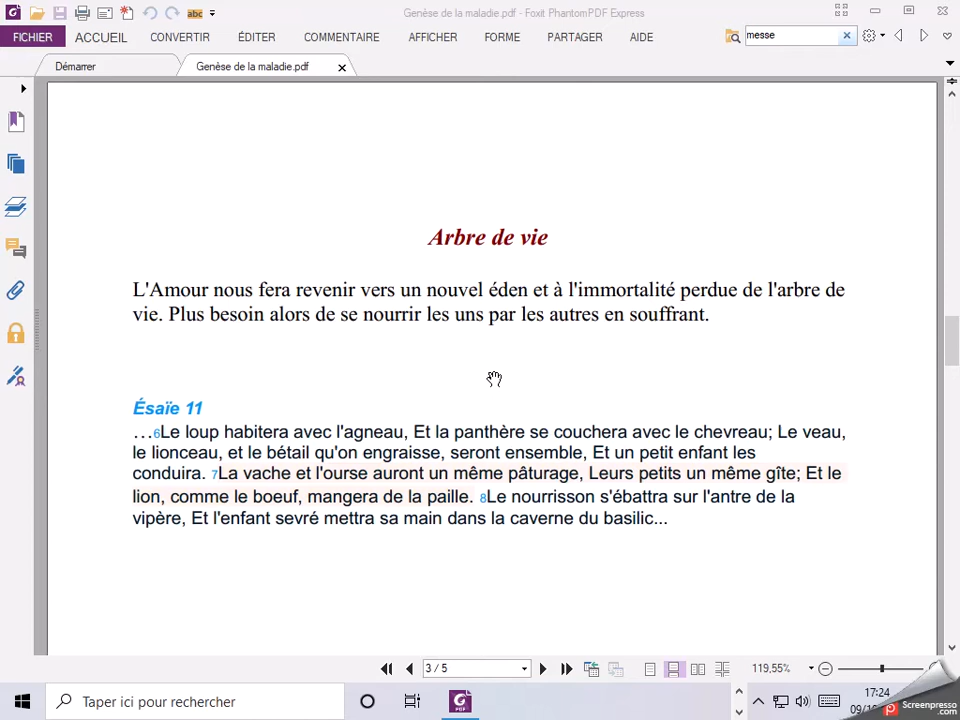 Genèse de la maladie.pdf - Foxit PhantomPDF Express
FICHIER ACCUEIL CONVERTIR ÉDITER COMMENTAIRE AFFICHER FORME PARTAGER AIDE messe
Démarrer Genèse de la maladie.pdf
Arbre de vie
L'Amour nous fera revenir vers un nouvel éden et à l'immortalité perdue de l'arbre de
vie. Plus besoin alors de se nourrir les uns par les autres en souffrant.
Ésaïe 11
…6Le loup habitera avec l'agneau, Et la panthère se couchera avec le chevreau; Le veau,
le lionceau, et le bétail qu'on engraisse, seront ensemble, Et un petit enfant les
conduira. 7La vache et l'ourse auront un même pâturage, Leurs petits un même gîte; Et le
lion, comme le boeuf, mangera de la paille. 8Le nourrisson s'ébattra sur l'antre de la
vipère, Et l'enfant sevré mettra sa main dans la caverne du basilic...
3 / 5 119,55%
Taper ici pour rechercher
17:24
Screenpresso
.com